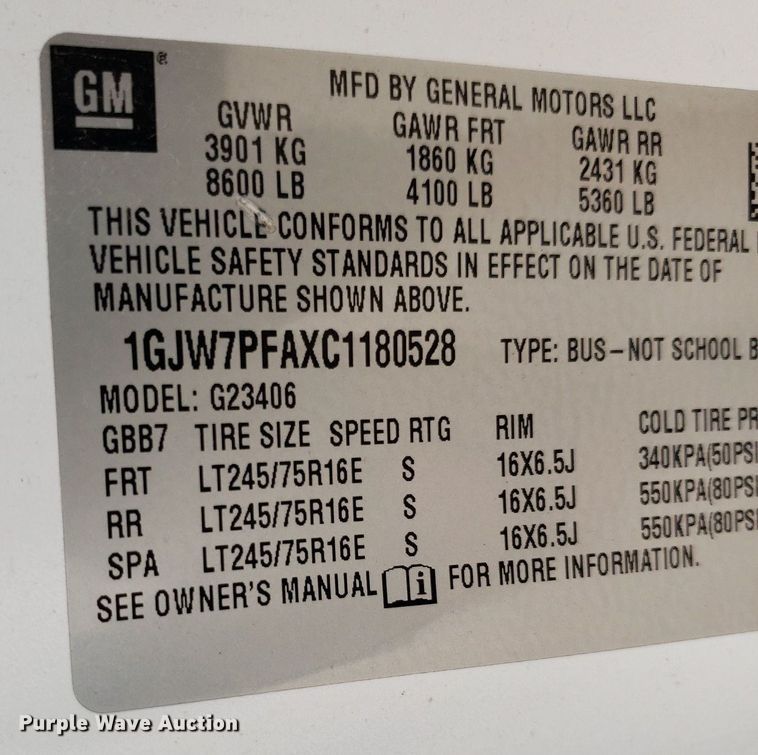 GM®
MFD BY GENERAL MOTORS LLC
GVWR GAWR FRT GAWR RR
3901 KG 1860 KG 2431 KG
8600 LB 4100 LB 5360 LB
THIS VEHICLE CONFORMS TO ALL APPLICABLE U.S. FEDERAL
VEHICLE SAFETY STANDARDS IN EFFECT ON THE DATE OF
MANUFACTURE SHOWN ABOVE.
1GJW7PFAXC1180528 TYPE: BUS–NOT SCHOOL B
MODEL: G23406
GBB7 TIRE SIZE SPEED RTG RIM COLD TIRE PR
FRT LT245/75R16E S 16X6.5J 340KPA(50PSI
RR LT245/75R16E S 16X6.5J 550KPA(80PSI
SPA LT245/75R16E S 16X6.5J 550KPA(80PSI
SEE OWNER'S MANUAL i FOR MORE INFORMATION.
Purple Wave Auction